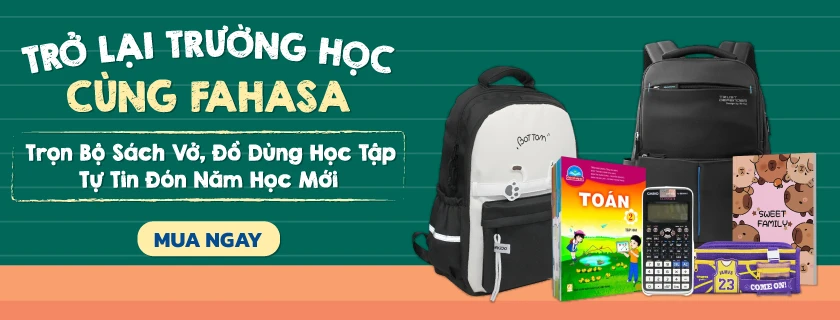 TRỞ LẠI TRƯỜNG HỌC
CÙNG FAHASA
Trọn Bộ Sách Vở, Đồ Dùng Học Tập
Tự Tin Đón Năm Học Mới
MUA NGAY
BOTTOM
TOÁN
2
CASIO
SWEET
FAMILY
23
COME ON!